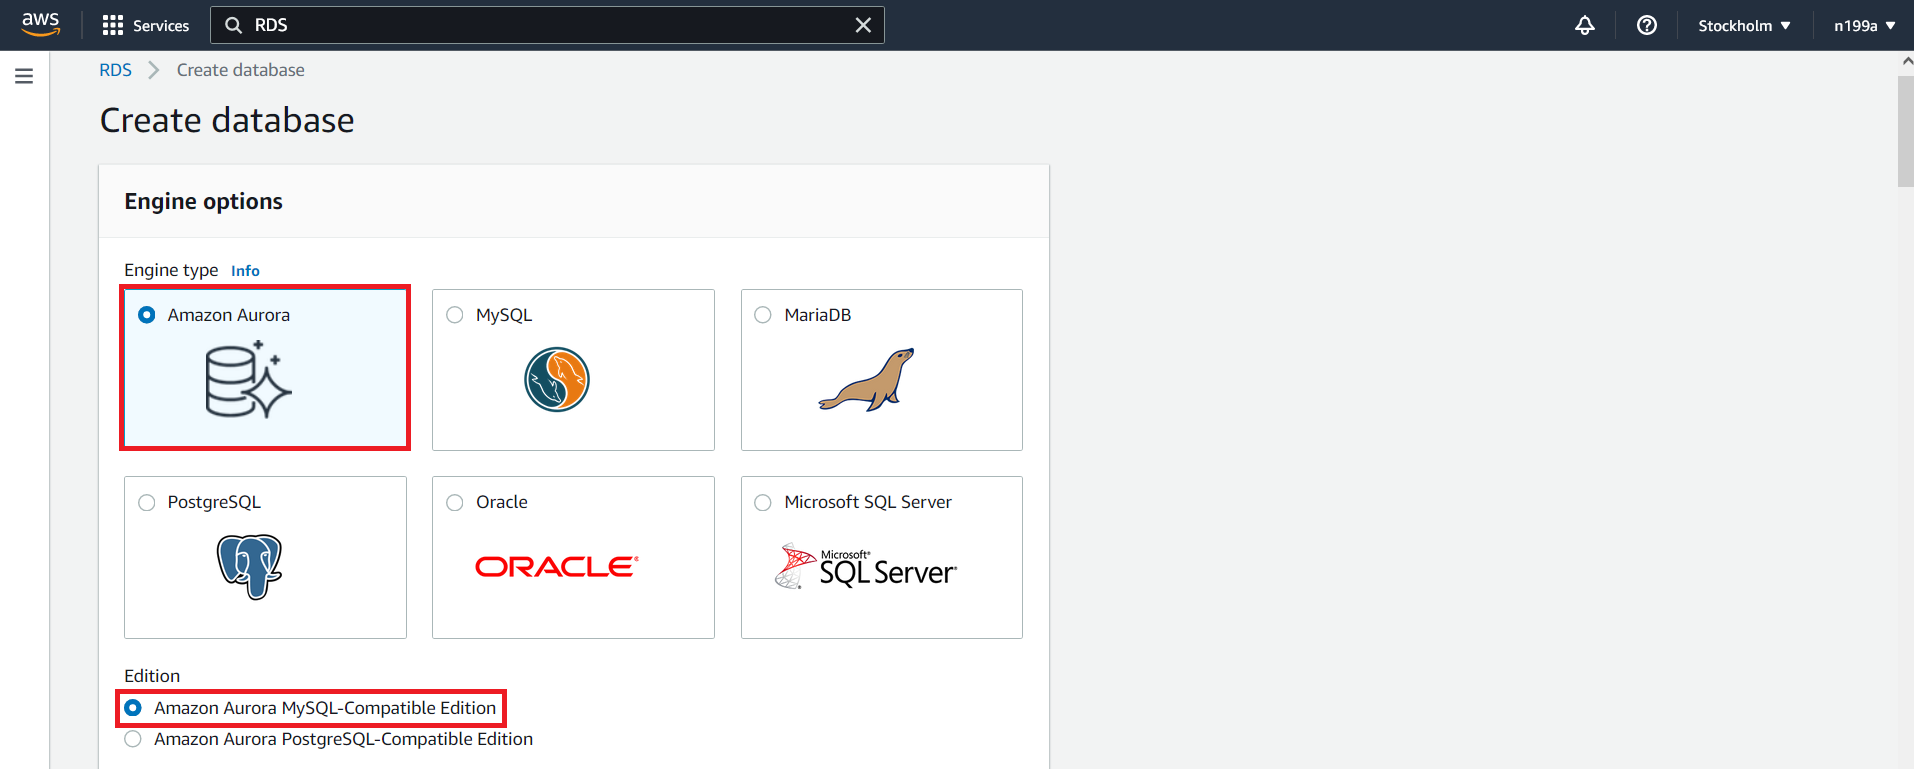 aws Services RDS Stockholm n199a
RDS Create database
Create database
Engine options
Engine type Info
Amazon Aurora MySQL MariaDB
PostgreSQL Oracle Microsoft SQL Server
ORACLE® Microsoft® SQL Server®
Edition
Amazon Aurora MySQL-Compatible Edition
Amazon Aurora PostgreSQL-Compatible Edition